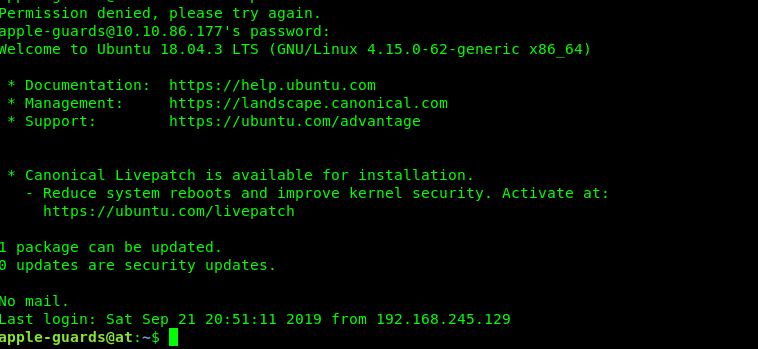 Permission denied, please try again.
apple-guards@10.10.86.177's password:
Welcome to Ubuntu 18.04.3 LTS (GNU/Linux 4.15.0-62-generic x86_64)
* Documentation: https://help.ubuntu.com
* Management: https://landscape.canonical.com
* Support: https://ubuntu.com/advantage
* Canonical Livepatch is available for installation.
- Reduce system reboots and improve kernel security. Activate at:
https://ubuntu.com/livepatch
1 package can be updated.
0 updates are security updates.
No mail.
Last login: Sat Sep 21 20:51:11 2019 from 192.168.245.129
apple-guards@at:~$